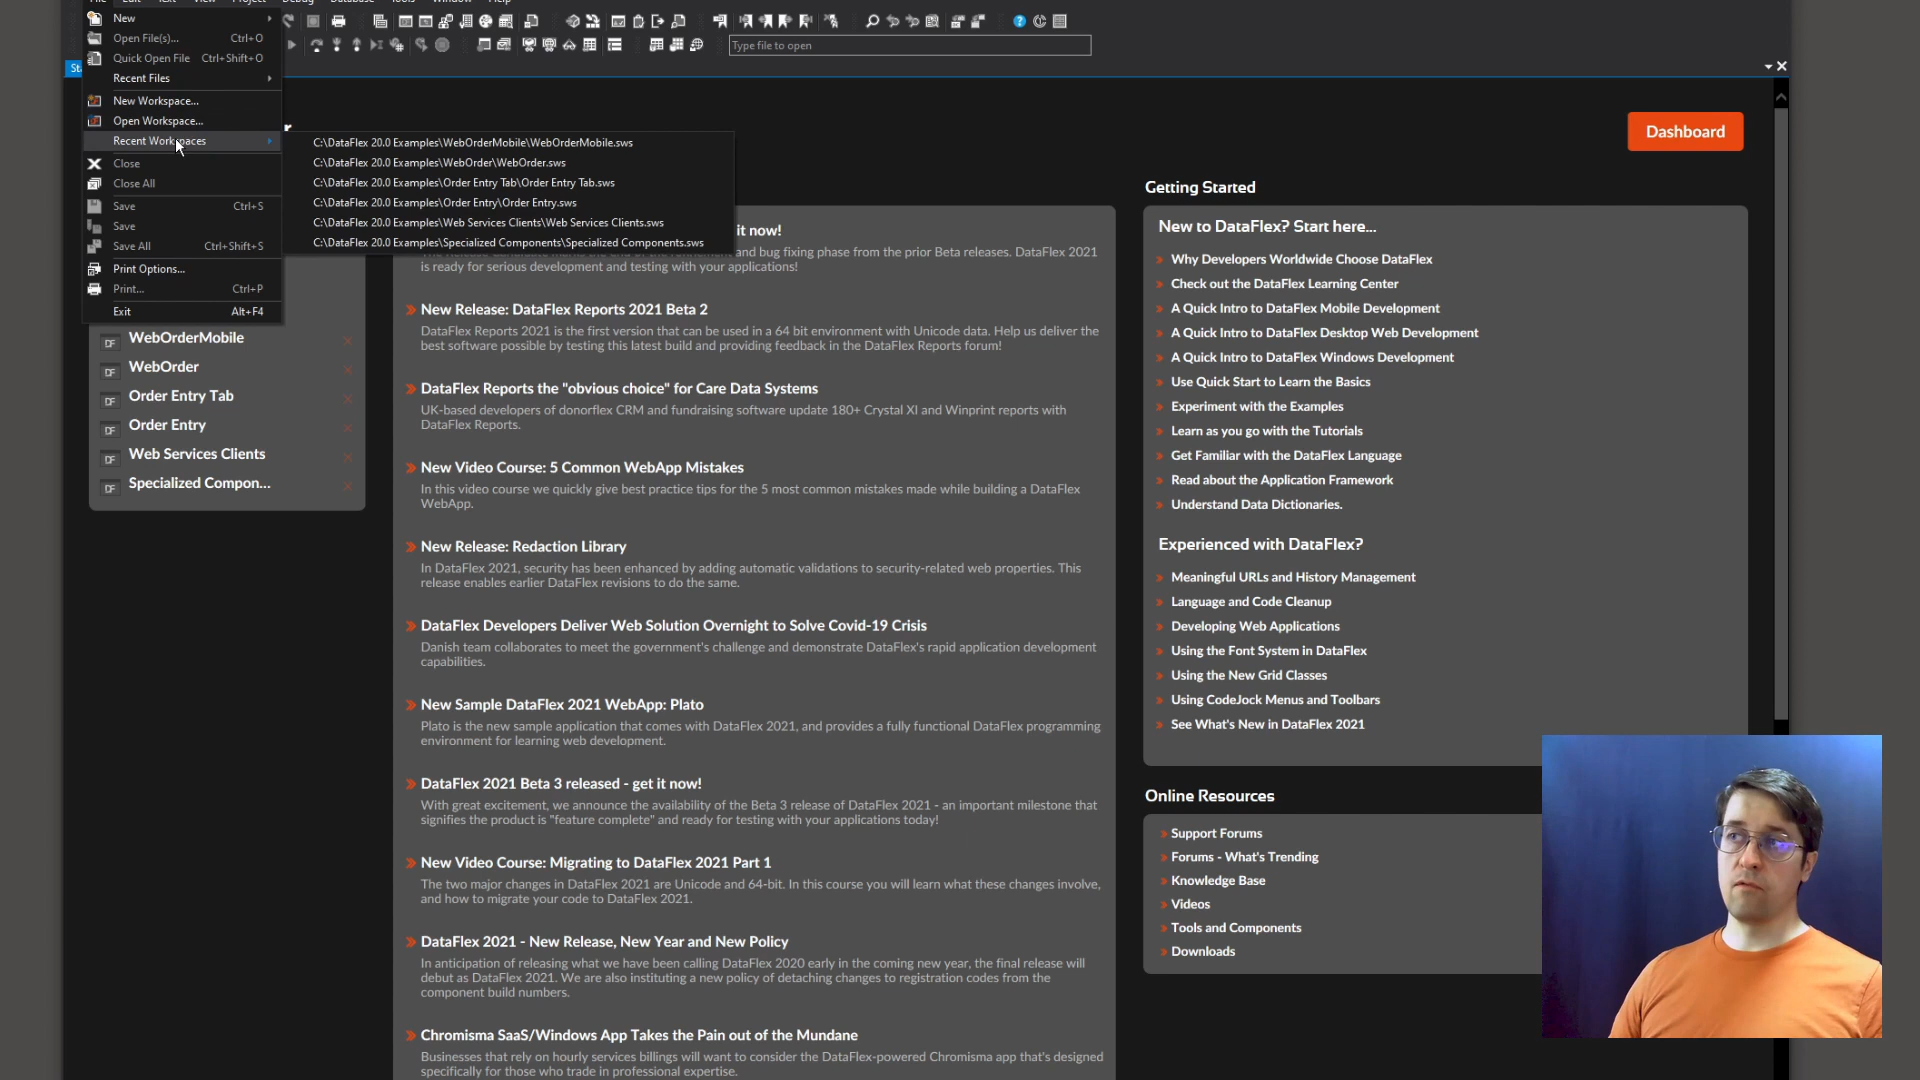 New
Open File(s)... Ctrl+O
Quick Open File Ctrl+Shift+O
Recent Files
New Workspace...
Open Workspace...
Recent Workspaces
Close
Close All
Save Ctrl+S
Save
Save All Ctrl+Shift+S
Print Options...
Print... Ctrl+P
Exit Alt+F4
Type file to open
C:\DataFlex 20.0 Examples\WebOrderMobile\WebOrderMobile.sws
C:\DataFlex 20.0 Examples\WebOrder\WebOrder.sws
C:\DataFlex 20.0 Examples\Order Entry Tab\Order Entry Tab.sws
C:\DataFlex 20.0 Examples\Order Entry\Order Entry.sws
C:\DataFlex 20.0 Examples\Web Services Clients\Web Services Clients.sws
C:\DataFlex 20.0 Examples\Specialized Components\Specialized Components.sws
WebOrderMobile
WebOrder
Order Entry Tab
Order Entry
Web Services Clients
Specialized Compon...
it now!
and bug fixing phase from the prior Beta releases. DataFlex 2021
is ready for serious development and testing with your applications!
New Release: DataFlex Reports 2021 Beta 2
DataFlex Reports 2021 is the first version that can be used in a 64 bit environment with Unicode data. Help us deliver the
best software possible by testing this latest build and providing feedback in the DataFlex Reports forum!
DataFlex Reports the "obvious choice" for Care Data Systems
UK-based developers of donorflex CRM and fundraising software update 180+ Crystal XI and Winprint reports with
DataFlex Reports.
New Video Course: 5 Common WebApp Mistakes
In this video course we quickly give best practice tips for the 5 most common mistakes made while building a DataFlex
WebApp.
New Release: Redaction Library
In DataFlex 2021, security has been enhanced by adding automatic validations to security-related web properties. This
release enables earlier DataFlex revisions to do the same.
DataFlex Developers Deliver Web Solution Overnight to Solve Covid-19 Crisis
Danish team collaborates to meet the government's challenge and demonstrate DataFlex's rapid application development
capabilities.
New Sample DataFlex 2021 WebApp: Plato
Plato is the new sample application that comes with DataFlex 2021, and provides a fully functional DataFlex programming
environment for learning web development.
DataFlex 2021 Beta 3 released - get it now!
With great excitement, we announce the availability of the Beta 3 release of DataFlex 2021 - an important milestone that
signifies the product is "feature complete" and ready for testing with your applications today!
New Video Course: Migrating to DataFlex 2021 Part 1
The two major changes in DataFlex 2021 are Unicode and 64-bit. In this course you will learn what these changes involve,
and how to migrate your code to DataFlex 2021.
DataFlex 2021 - New Release, New Year and New Policy
In anticipation of releasing what we have been calling DataFlex 2020 early in the coming new year, the final release will
debut as DataFlex 2021. We are also instituting a new policy of detaching changes to registration codes from the
component build numbers.
Chromisma SaaS/Windows App Takes the Pain out of the Mundane
Businesses that rely on hourly services billings will want to consider the DataFlex-powered Chromisma app that's designed
specifically for those who trade in professional expertise.
Dashboard
Getting Started
New to DataFlex? Start here...
Why Developers Worldwide Choose DataFlex
Check out the DataFlex Learning Center
A Quick Intro to DataFlex Mobile Development
A Quick Intro to DataFlex Desktop Web Development
A Quick Intro to DataFlex Windows Development
Use Quick Start to Learn the Basics
Experiment with the Examples
Learn as you go with the Tutorials
Get Familiar with the DataFlex Language
Read about the Application Framework
Understand Data Dictionaries.
Experienced with DataFlex?
Meaningful URLs and History Management
Language and Code Cleanup
Developing Web Applications
Using the Font System in DataFlex
Using the New Grid Classes
Using CodeJock Menus and Toolbars
See What's New in DataFlex 2021
Online Resources
Support Forums
Forums - What's Trending
Knowledge Base
Videos
Tools and Components
Downloads